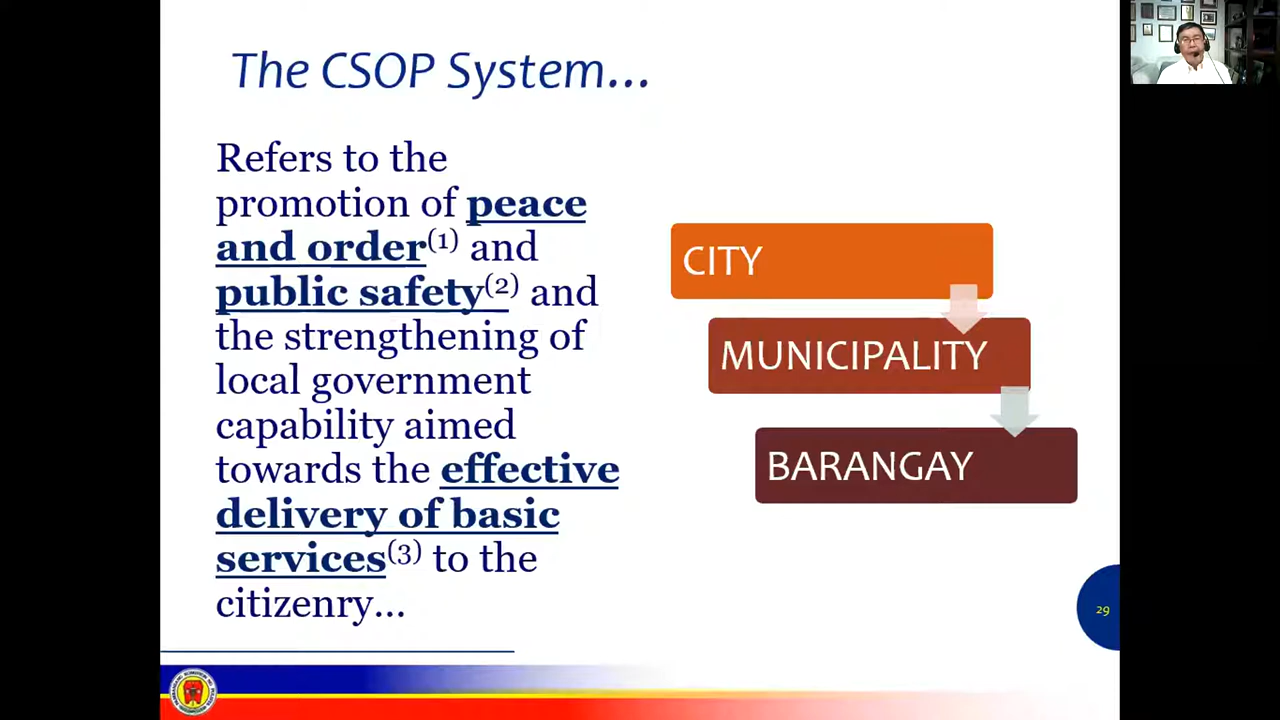 The CSOP System...
Refers to the
promotion of peace
and order(1) and
public safety(2) and
the strengthening of
local government
capability aimed
towards the effective
delivery of basic
services(3) to the
citizenry...
CITY
MUNICIPALITY
BARANGAY
29